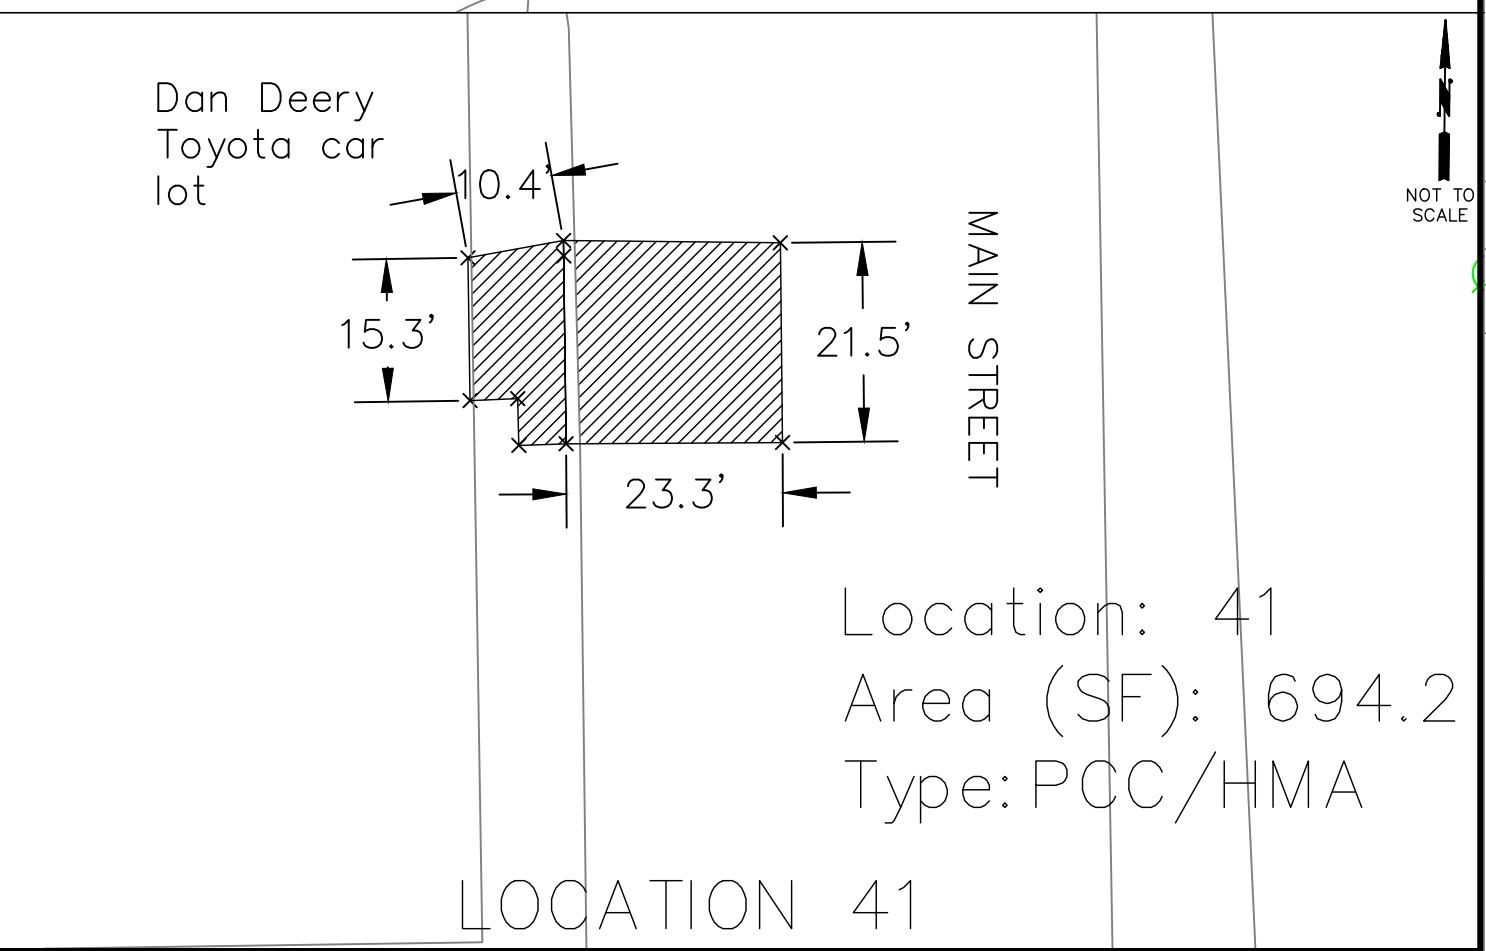 Dan Deery
Toyota car
lot
10.4'
15.3'
21.5'
23.3'
MAIN STREET
N
NOT TO
SCALE
Location: 41
Area (SF): 694.2
Type: PCC/HMA
LOCATION 41